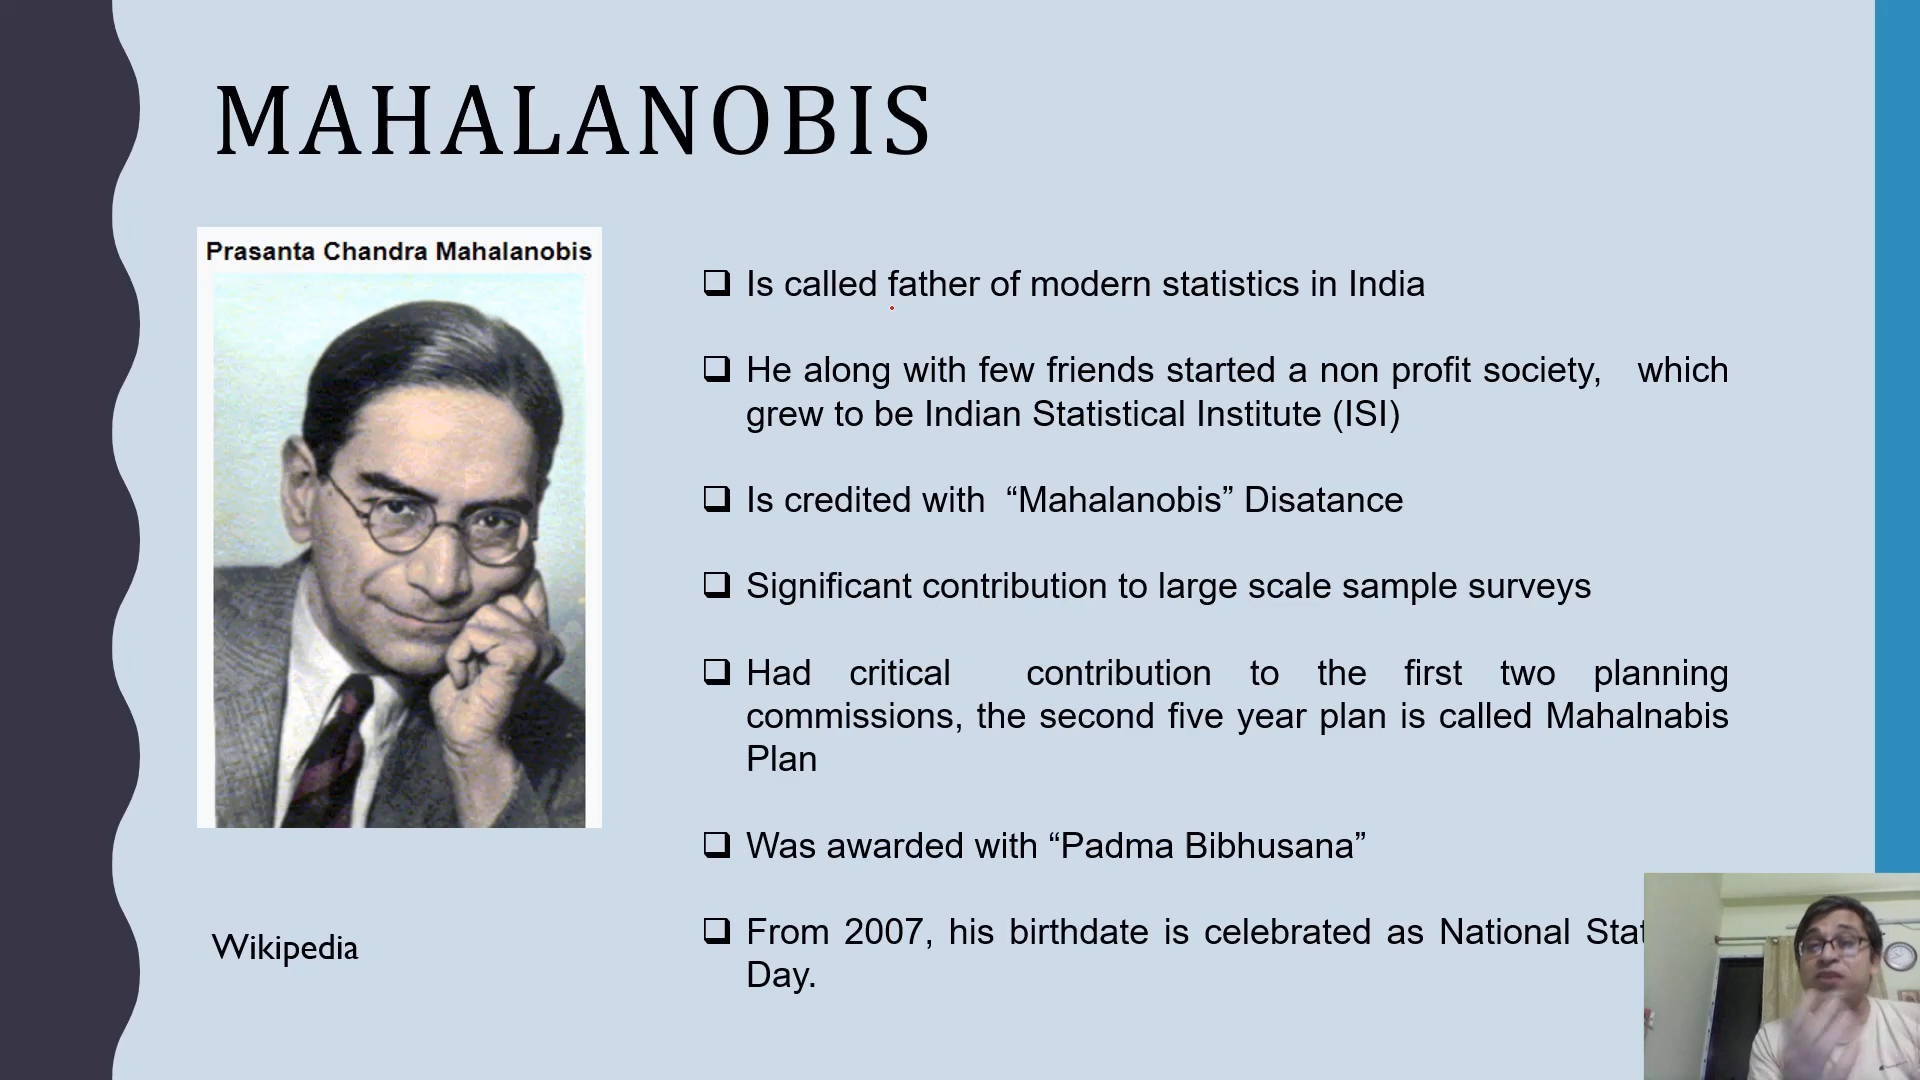 MAHALANOBIS
Prasanta Chandra Mahalanobis
Is called father of modern statistics in India
He along with few friends started a non profit society, which
grew to be Indian Statistical Institute (ISI)
Is credited with “Mahalanobis” Disatance
Significant contribution to large scale sample surveys
Had critical contribution to the first two planning
commissions, the second five year plan is called Mahalnabis
Plan
Was awarded with “Padma Bibhusana”
From 2007, his birthdate is celebrated as National
Day.
Wikipedia